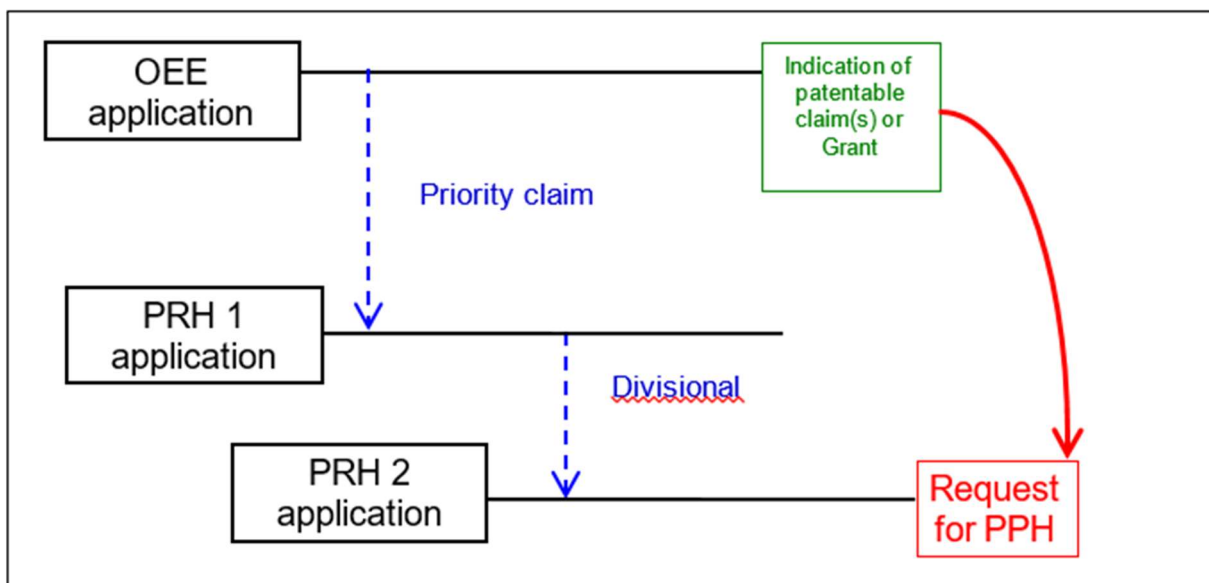 OEE
application
Indication of
patentable
claim(s) or
Grant
Priority claim
PRH 1
application
Divisional
PRH 2
application
Request
for PPH